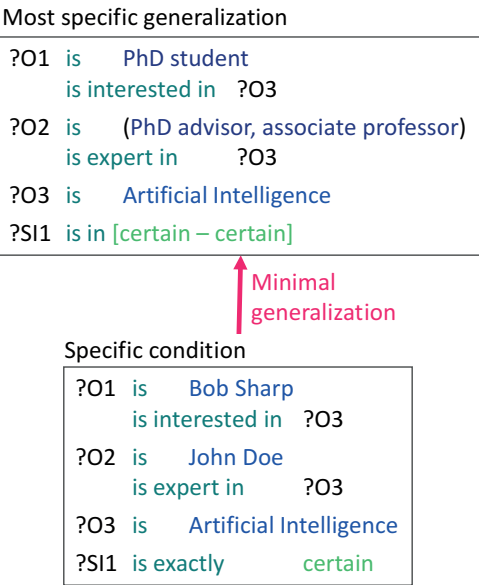 Most specific generalization
?O1 is PhD student
is interested in ?O3
?O2 is (PhD advisor, associate professor)
is expert in ?O3
?O3 is Artificial Intelligence
?SI1 is in [certain – certain]
Minimal
generalization
Specific condition
?O1 is Bob Sharp
is interested in ?O3
?O2 is John Doe
is expert in ?O3
?O3 is Artificial Intelligence
?SI1 is exactly certain